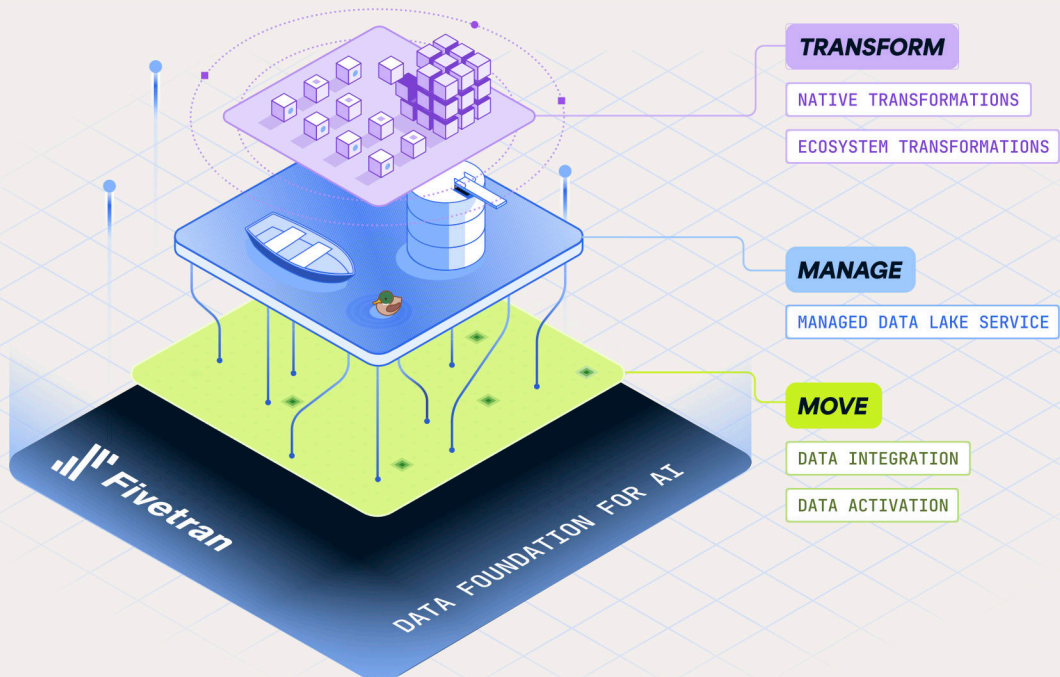 TRANSFORM
NATIVE TRANSFORMATIONS
ECOSYSTEM TRANSFORMATIONS
MANAGE
MANAGED DATA LAKE SERVICE
MOVE
DATA INTEGRATION
DATA ACTIVATION
Fivetran
DATA FOUNDATION FOR AI